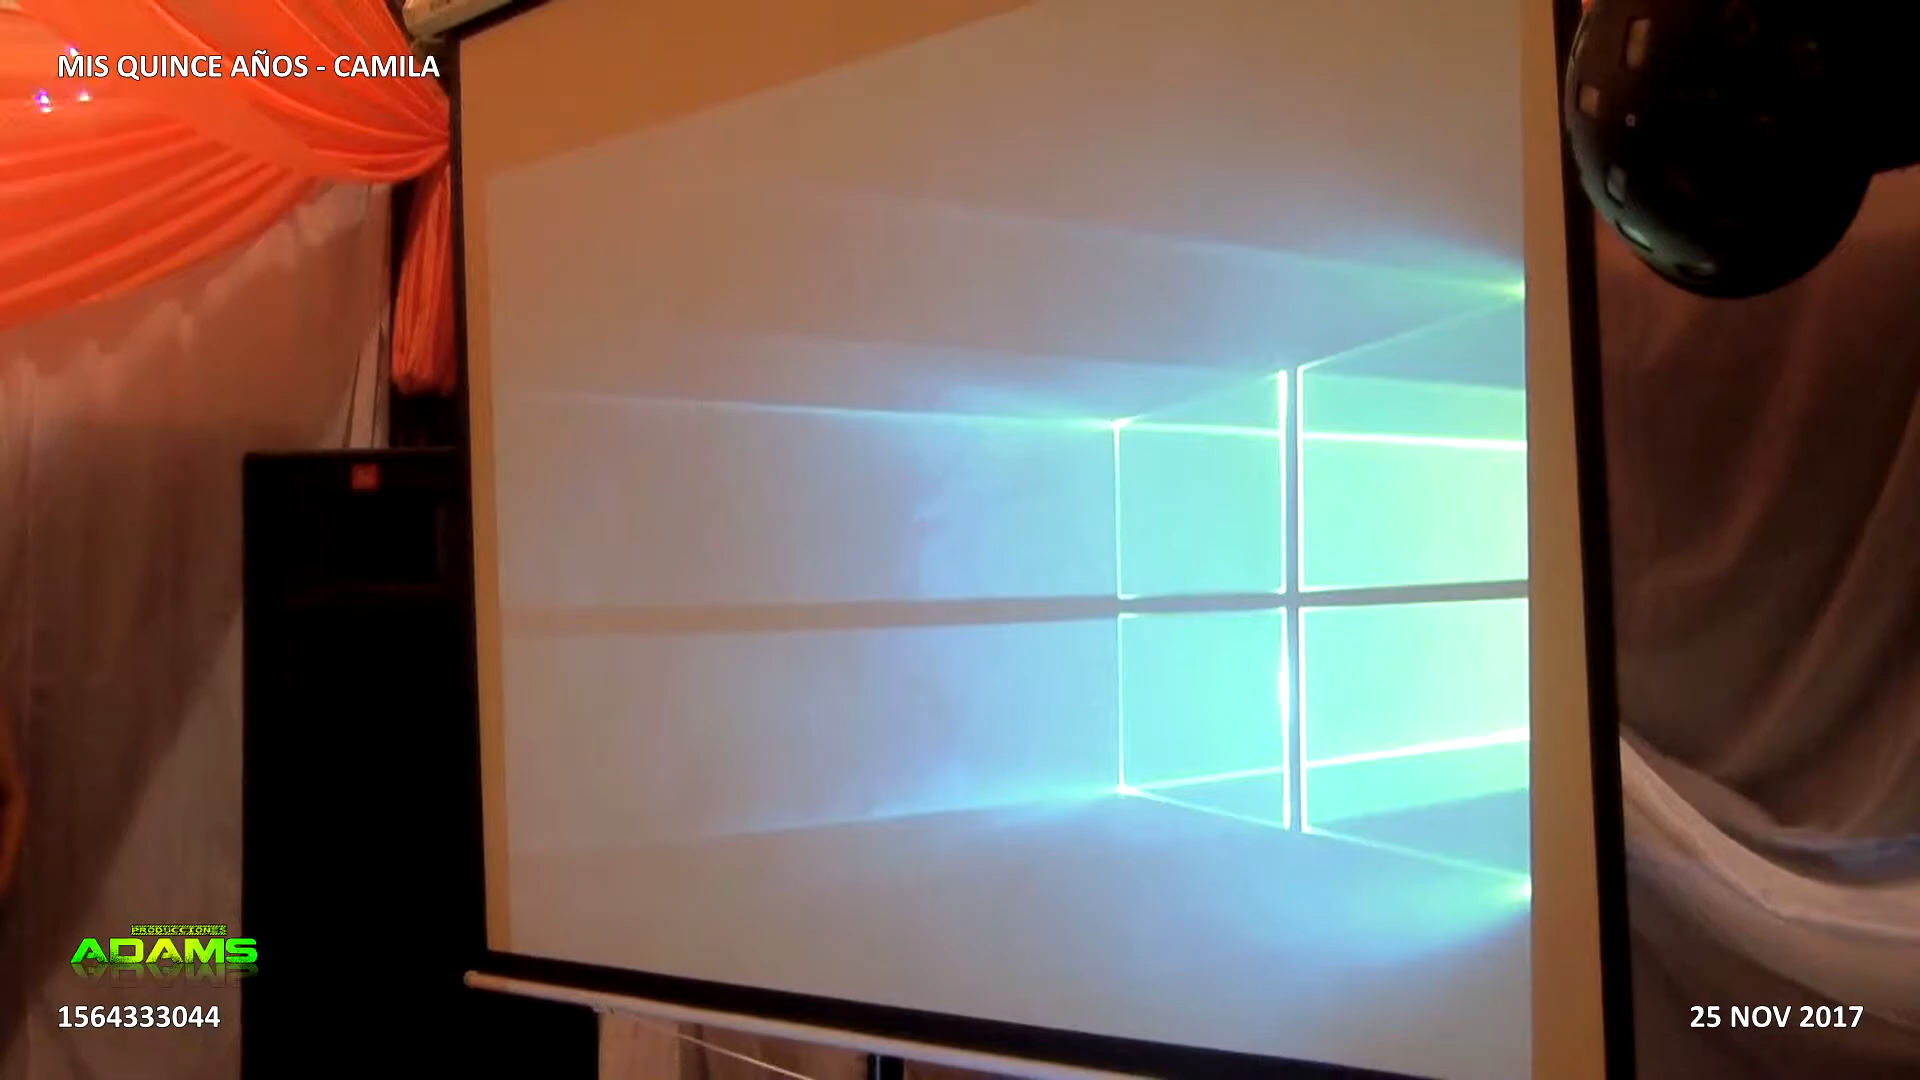 MIS QUINCE AÑOS - CAMILA
PRODUCCIONES
ADAMS
1564333044
25 NOV 2017